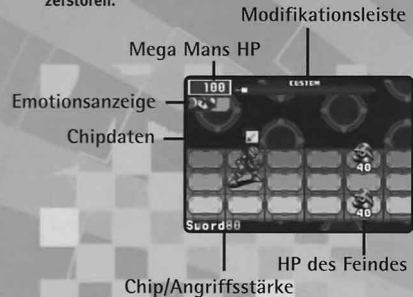 zerstören.
Modifikationsleiste
Mega Mans HP
100
CUSTOM
Emotionsanzeige
Chipdaten
40
40
Sword80
HP des Feindes
Chip/Angriffsstärke